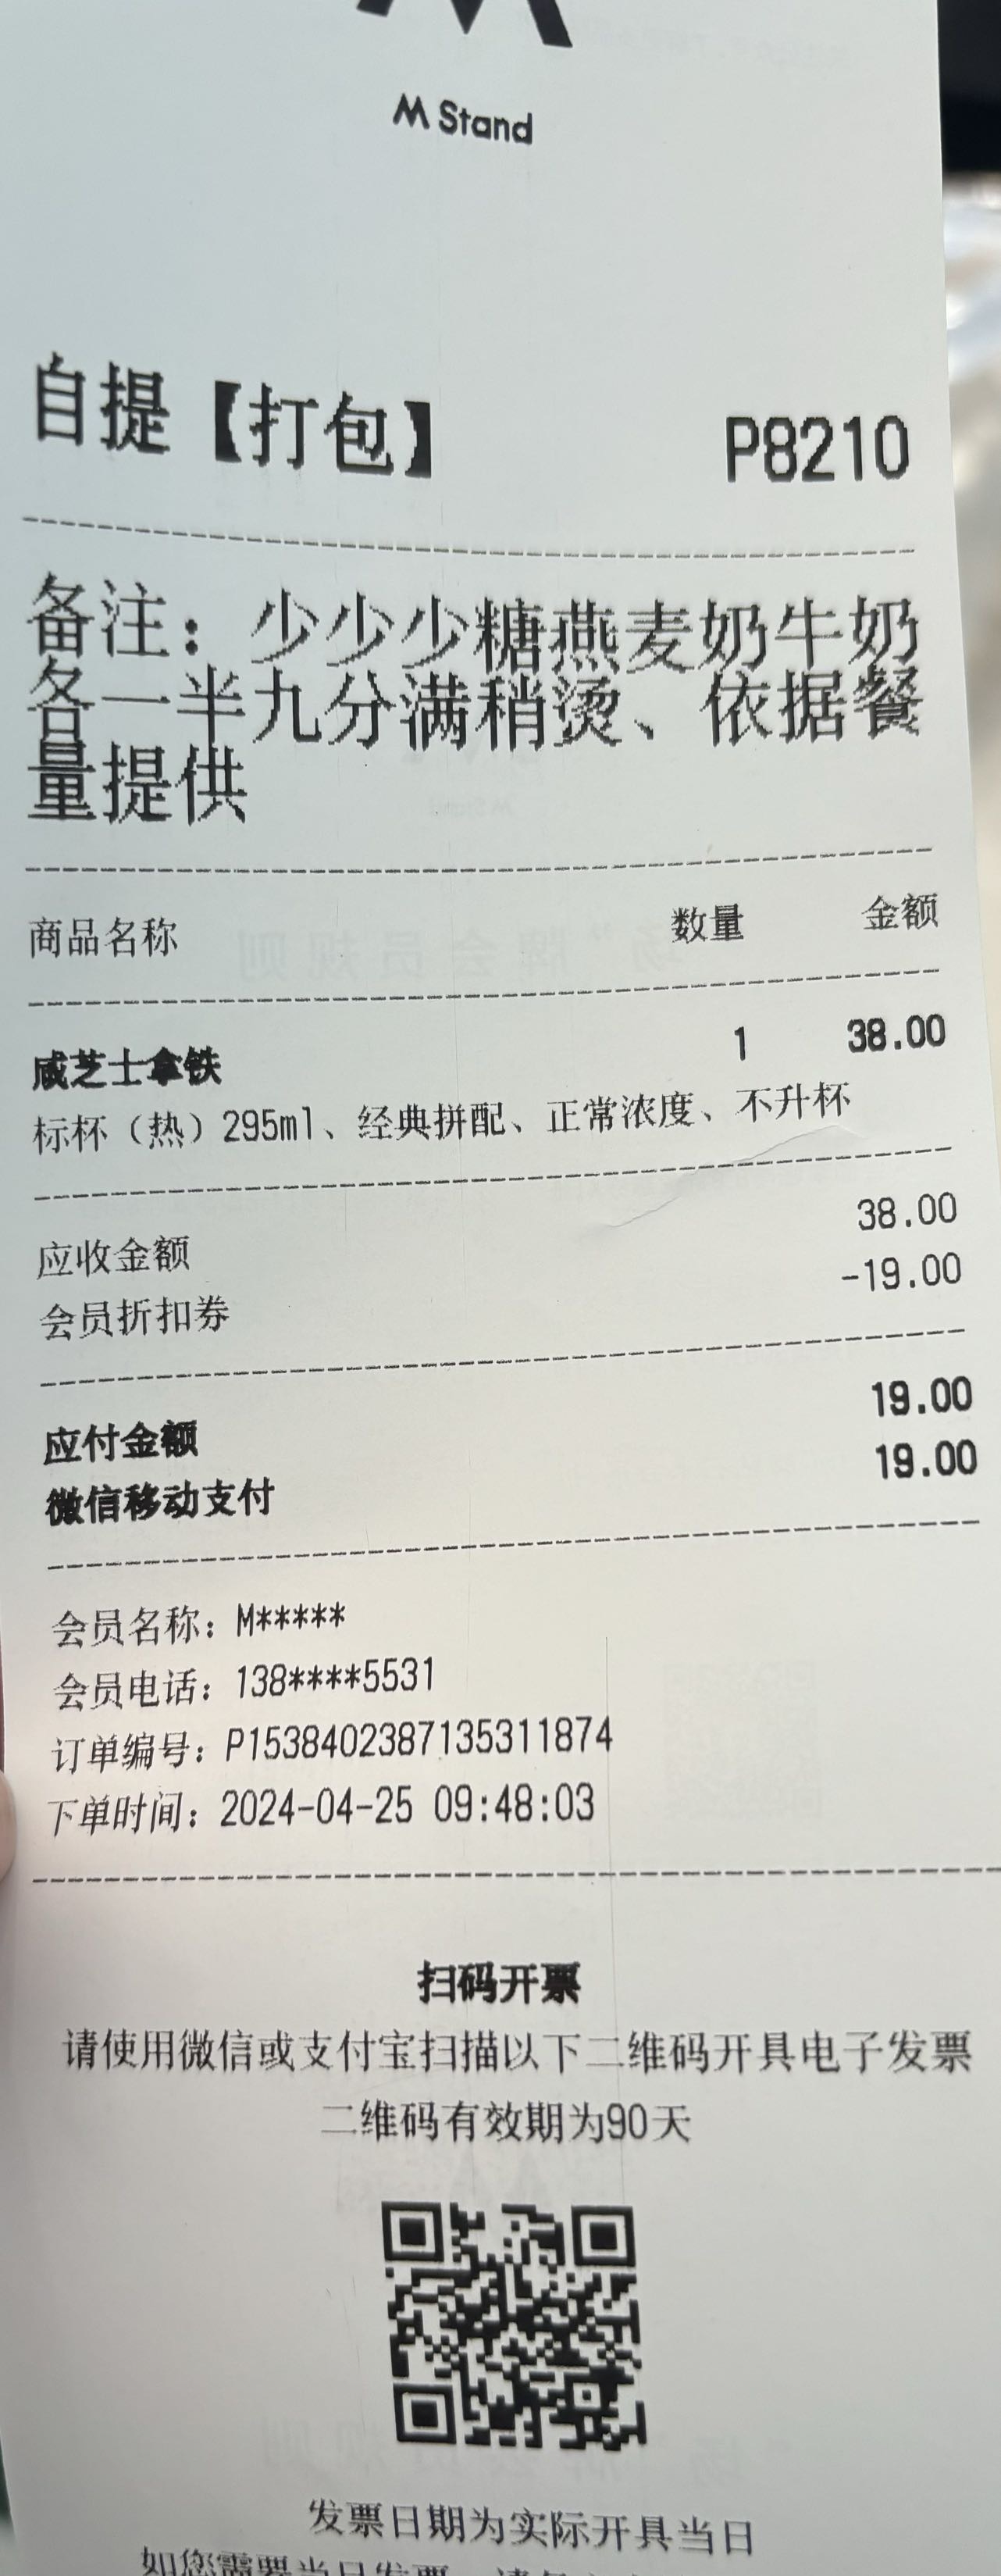 M Stand
自提【打包】 P8210
备注：少少少糖燕麦奶牛奶
各一半九分满稍烫、依据餐
量提供
商品名称 数量 金额
咸芝士拿铁 1 38.00
标杯（热）295ml、经典拼配、正常浓度、不升杯
应收金额 38.00
会员折扣券 -19.00
应付金额 19.00
微信移动支付 19.00
会员名称：M*****
会员电话：138****5531
订单编号：P1538402387135311874
下单时间：2024-04-25 09:48:03
扫码开票
请使用微信或支付宝扫描以下二维码开具电子发票
二维码有效期为90天
发票日期为实际开具当日
如您需要当日发票